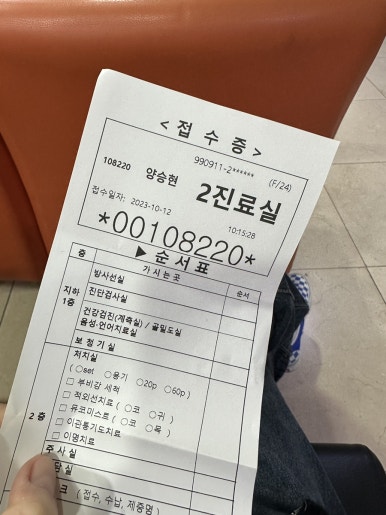 <접수증>
990911-2******
108220 양승현 (F/24)
2진료실
접수일자: 2023-10-12 10:15:28
*00108220*
▶순서표
층 가시는곳 순서
지하 1층
방사선실
진단검사실
건강검진(계측실) / 골밀도실
음성·언어치료실
보청기실
2층
처치실
( ○set ○용기 ○20p ○60p )
□ 부비강 세척
□ 적외선치료 ( ○코 ○귀 )
□ 유코미스트 ( ○코 ○목 )
□ 이관통기도치료
□ 이명치료
주사실
(접수, 수납, 제증명)